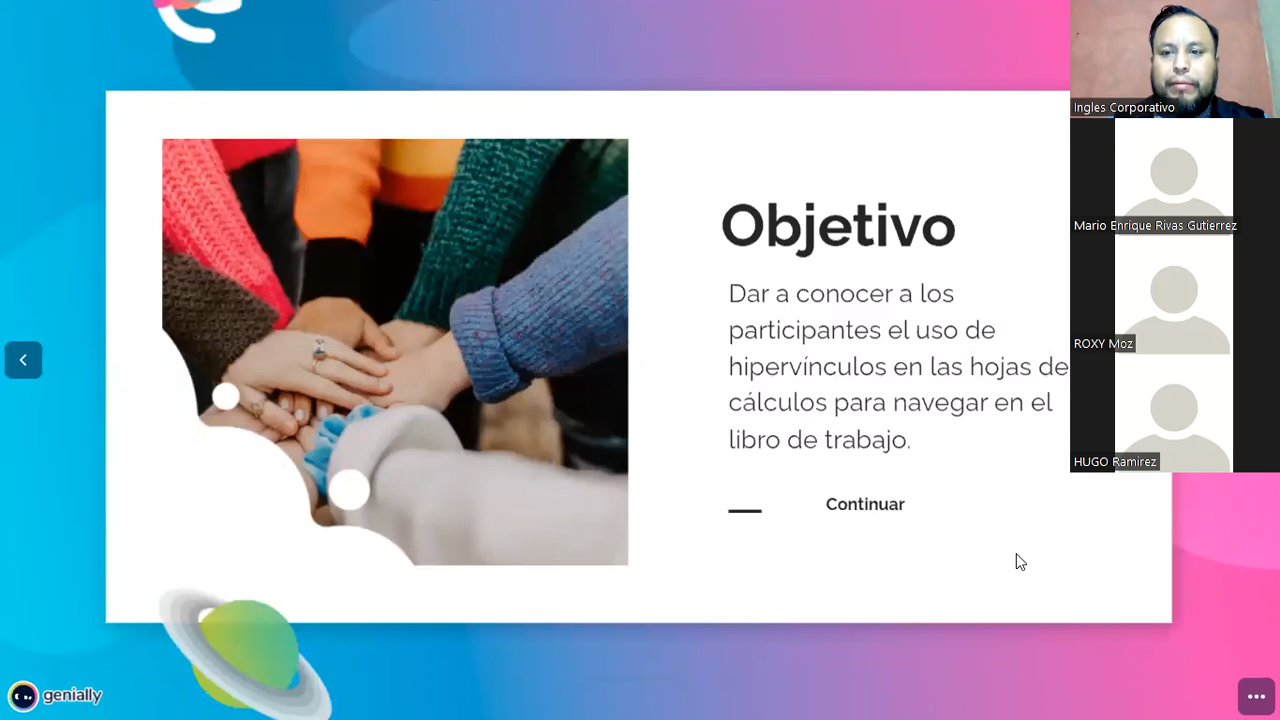 Objetivo
Dar a conocer a los
participantes el uso de
hipervínculos en las hojas de
cálculos para navegar en el
libro de trabajo.
Continuar
Ingles Corporativo
Mario Enrique Rivas Gutierrez
ROXY Moz
HUGO Ramirez
genially